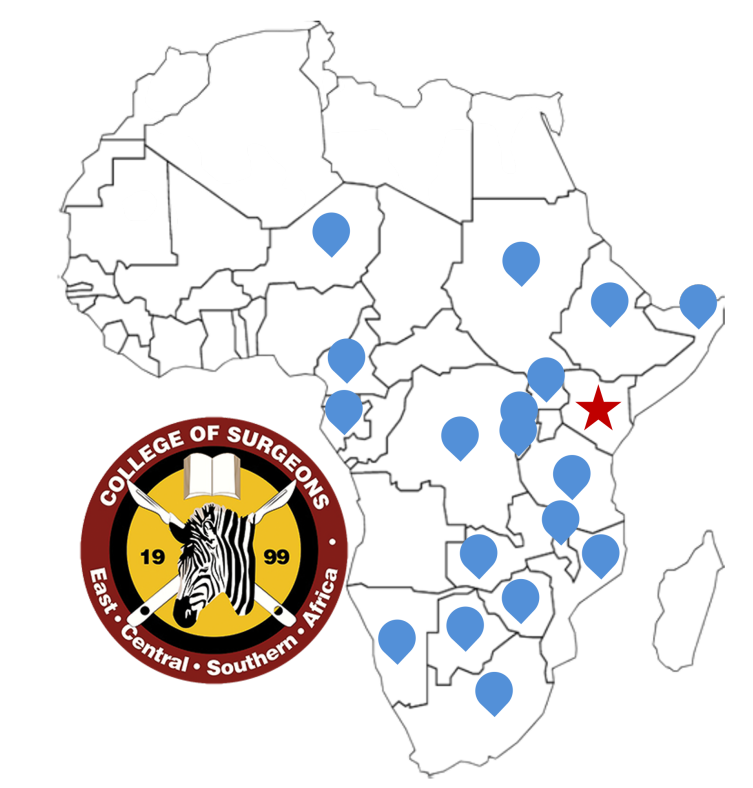 COLLEGE OF SURGEONS
19 99
East • Central • Southern • Africa •